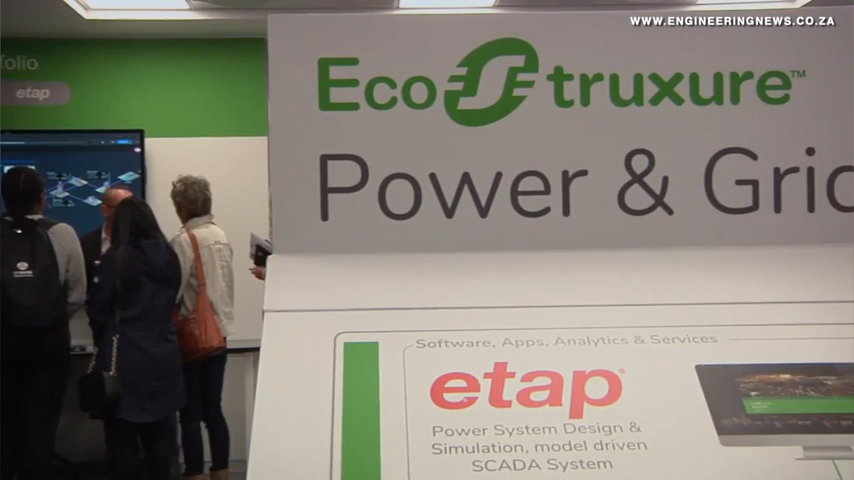 WWW.ENGINEERINGNEWS.CO.ZA
folio
etap
EcoStruxure™
Power & Grid
Software, Apps, Analytics & Services
etap®
Power System Design &
Simulation, model driven
SCADA System